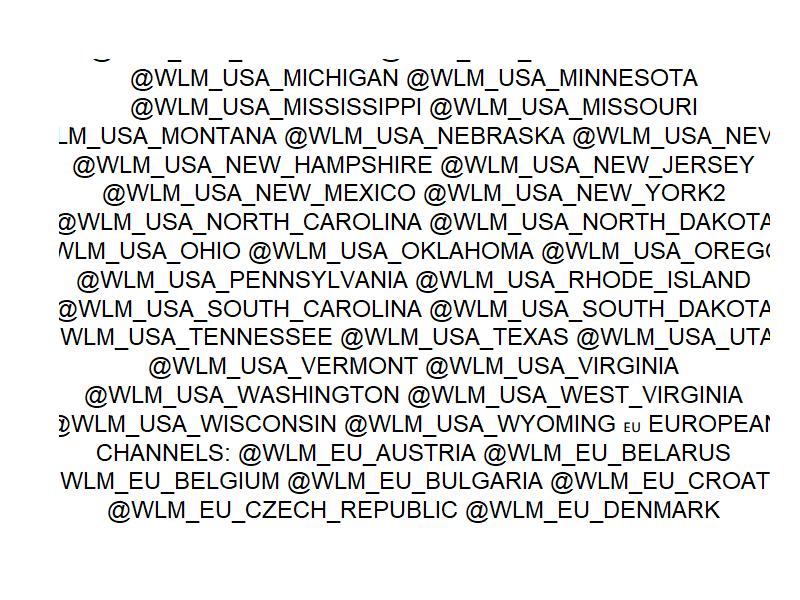 @WLM_USA_MICHIGAN @WLM_USA_MINNESOTA
@WLM_USA_MISSISSIPPI @WLM_USA_MISSOURI
LM_USA_MONTANA @WLM_USA_NEBRASKA @WLM_USA_NEV
@WLM_USA_NEW_HAMPSHIRE @WLM_USA_NEW_JERSEY
@WLM_USA_NEW_MEXICO @WLM_USA_NEW_YORK2
@WLM_USA_NORTH_CAROLINA @WLM_USA_NORTH_DAKOTA
WLM_USA_OHIO @WLM_USA_OKLAHOMA @WLM_USA_OREGO
@WLM_USA_PENNSYLVANIA @WLM_USA_RHODE_ISLAND
@WLM_USA_SOUTH_CAROLINA @WLM_USA_SOUTH_DAKOTA
WLM_USA_TENNESSEE @WLM_USA_TEXAS @WLM_USA_UTA
@WLM_USA_VERMONT @WLM_USA_VIRGINIA
@WLM_USA_WASHINGTON @WLM_USA_WEST_VIRGINIA
@WLM_USA_WISCONSIN @WLM_USA_WYOMING EU EUROPEAN
CHANNELS: @WLM_EU_AUSTRIA @WLM_EU_BELARUS
WLM_EU_BELGIUM @WLM_EU_BULGARIA @WLM_EU_CROAT
@WLM_EU_CZECH_REPUBLIC @WLM_EU_DENMARK